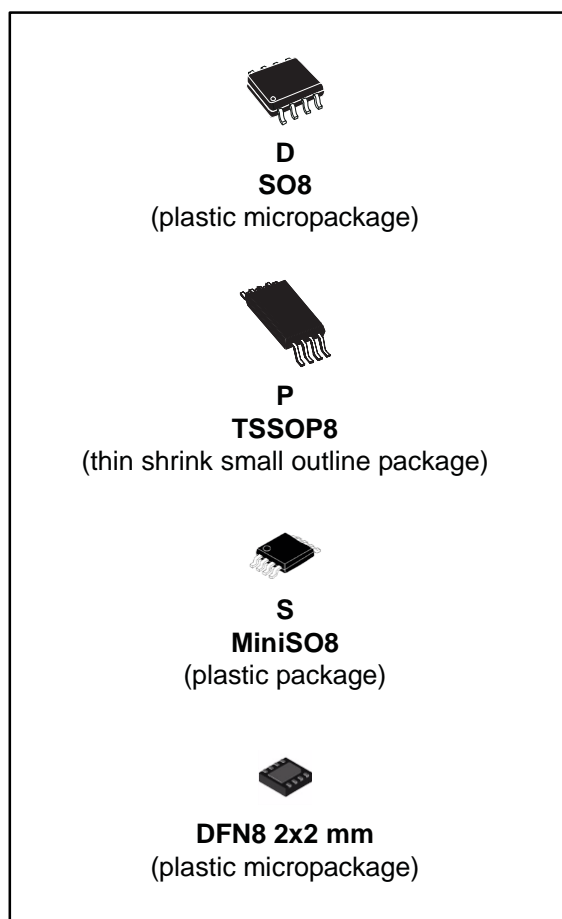 D
SO8
(plastic micropackage)
P
TSSOP8
(thin shrink small outline package)
S
MiniSO8
(plastic package)
DFN8 2x2 mm
(plastic micropackage)